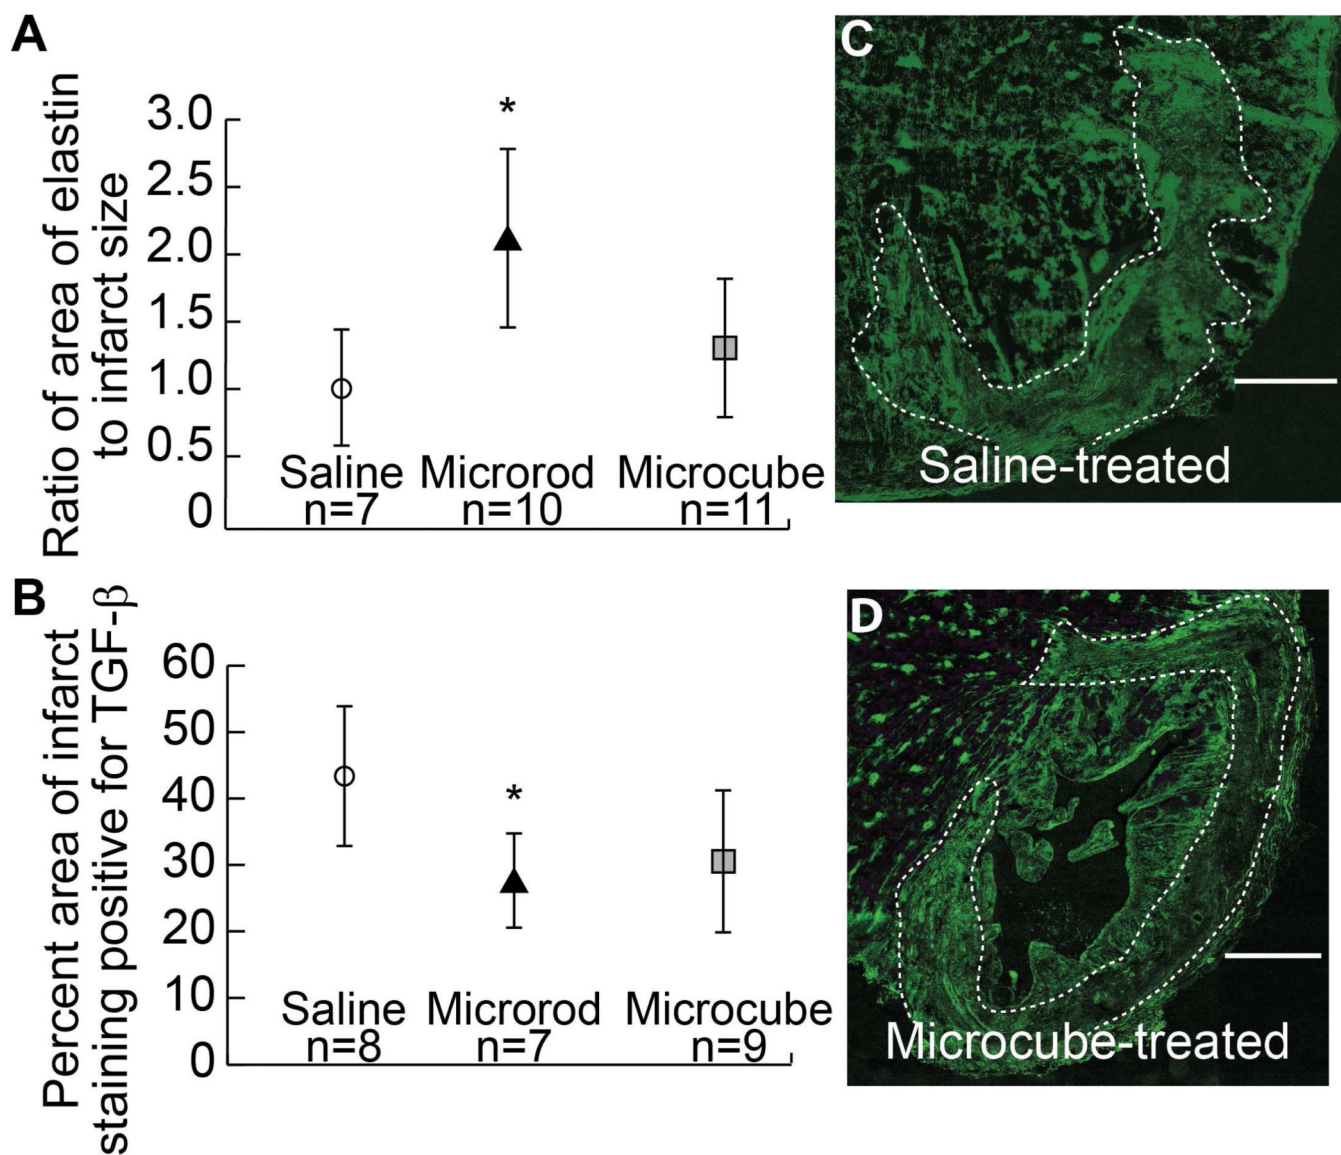 A
Ratio of area of elastin
to infarct size
3.0
2.5
2.0
1.5
1.0
0.5
0
*
Saline Microrod Microcube
n=7 n=10 n=11
B
Percent area of infarct
staining positive for TGF-β
60
50
40
30
20
10
0
*
Saline Microrod Microcube
n=8 n=7 n=9
C
Saline-treated
D
Microcube-treated